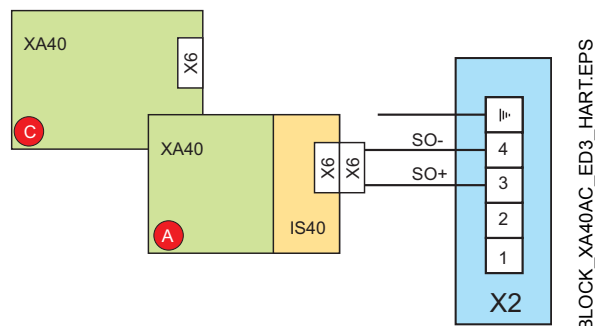 XA40
X6
C
XA40
X6
X6
IS40
A
SO-
SO+
4
3
2
1
X2
BLOCK_XA40AC_ED3_HART.EPS